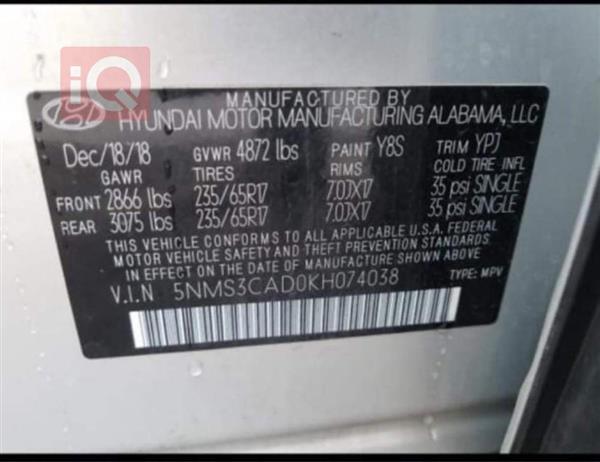 iQ
MANUFACTURED BY
HYUNDAI MOTOR MANUFACTURING ALABAMA, LLC
Dec/18/18 GVWR 4872 lbs PAINT Y8S TRIM YPJ
GAWR TIRES RIMS COLD TIRE INFL
FRONT 2866 lbs 235/65R17 7.0JX17 35 psi SINGLE
REAR 3075 lbs 235/65R17 7.0JX17 35 psi SINGLE
THIS VEHICLE CONFORMS TO ALL APPLICABLE U.S.A. FEDERAL
MOTOR VEHICLE SAFETY AND THEFT PREVENTION STANDARDS
IN EFFECT ON THE DATE OF MANUFACTURE SHOWN ABOVE
V.I.N 5NMS3CAD0KH074038 TYPE: MPV